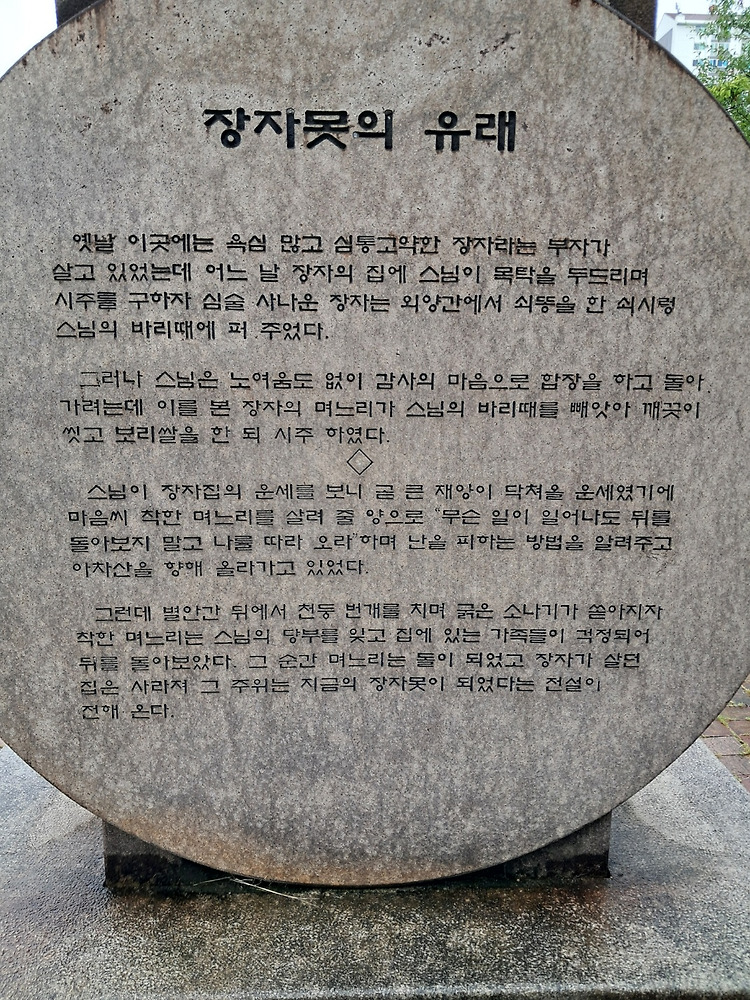 장자못의 유래
옛날 이곳에는 욕심 많고 심통고약한 장자라는 부자가
살고 있었는데 어느 날 장자의 집에 스님이 목탁을 두드리며
시주를 구하자 심술 사나운 장자는 외양간에서 쇠똥을 한 쇠시렁
스님의 바리때에 퍼 주었다.
그러나 스님은 노여움도 없이 감사의 마음으로 합장을 하고 돌아
가려는데 이를 본 장자의 며느리가 스님의 바리때를 빼앗아 깨끗이
씻고 보리쌀을 한 되 시주 하였다.
스님이 장자집의 운세를 보니 곧 큰 재앙이 닥쳐올 운세였기에
마음씨 착한 며느리를 살려 줄 양으로 "무슨 일이 일어나도 뒤를
돌아보지 말고 나를 따라 오라"하며 난을 피하는 방법을 알려주고
아차산을 향해 올라가고 있었다.
그런데 별안간 뒤에서 천둥 번개를 치며 굵은 소나기가 쏟아지자
착한 며느리는 스님의 당부를 잊고 집에 있는 가족들이 걱정되어
뒤를 돌아보았다. 그 순간 며느리는 돌이 되었고 장자가 살던
집은 사라져 그 주위는 지금의 장자못이 되었다는 전설이
전해 온다.